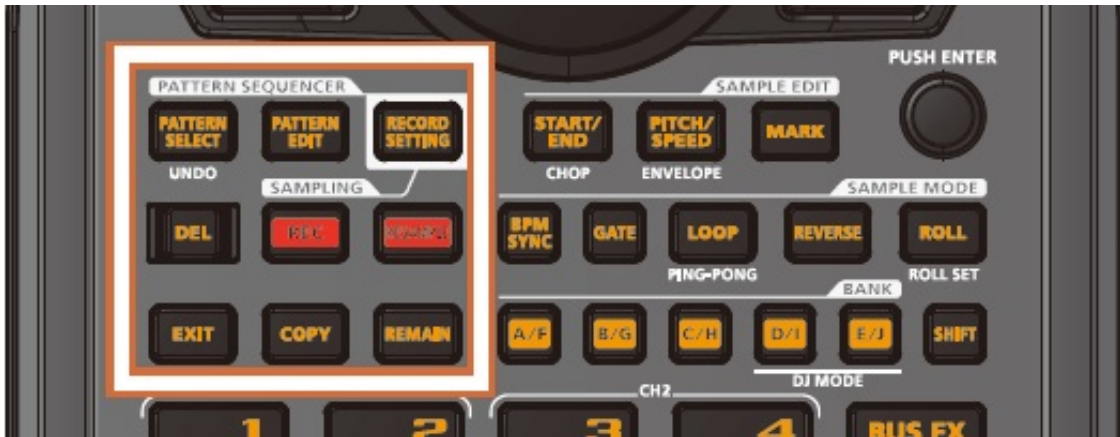 PUSH ENTER
PATTERN SEQUENCER
SAMPLE EDIT
PATTERN SELECT
PATTERN EDIT
RECORD SETTING
START/ END
PITCH/ SPEED
MARK
UNDO
CHOP
ENVELOPE
SAMPLING
SAMPLE MODE
DEL
REC
RESAMPLE
BPM SYNC
GATE
LOOP
REVERSE
ROLL
PING-PONG
ROLL SET
BANK
EXIT
COPY
REMAIN
A/F
B/G
C/H
D/I
E/J
SHIFT
DJ MODE
CH2
1
2
3
4
BUS FX